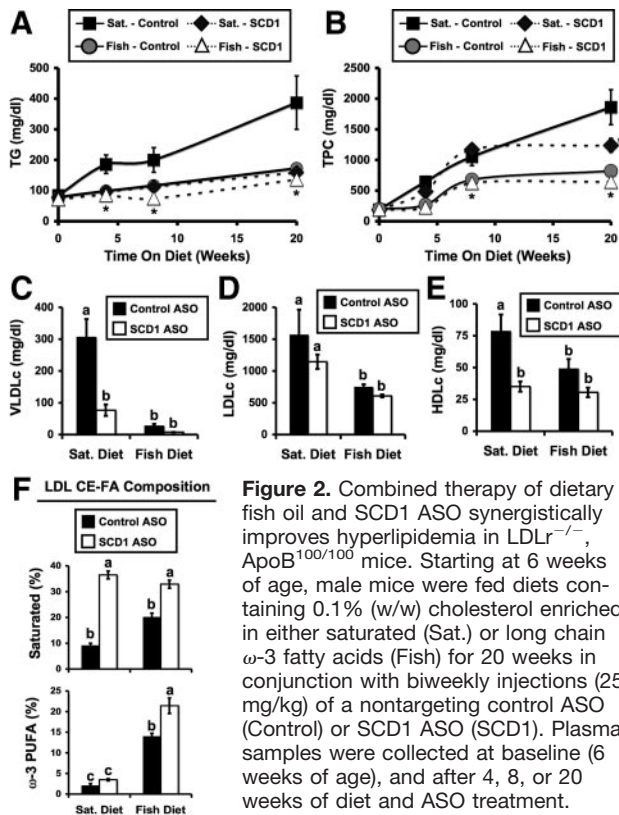 A
Sat. - Control
Sat. - SCD1
Fish - Control
Fish - SCD1
TG
(mg/dl)
500
400
300
200
100
0
*
*
*
0
5
10
15
20
Time On Diet (Weeks)
B
Sat. - Control
Sat. - SCD1
Fish - Control
Fish - SCD1
TPC
(mg/dl)
2500
2000
1500
1000
500
0
*
*
0
5
10
15
20
Time On Diet (Weeks)
C
Control ASO
SCD1 ASO
VLDLc
(mg/dl)
400
300
200
100
0
a
b
b
b
Sat. Diet
Fish Diet
D
Control ASO
SCD1 ASO
LDLc
(mg/dl)
2000
1500
1000
500
0
a
a
b
b
Sat. Diet
Fish Diet
E
Control ASO
SCD1 ASO
HDLc
(mg/dl)
100
75
50
25
0
a
b
b
b
Sat. Diet
Fish Diet
F
LDL CE-FA Composition
Control ASO
SCD1 ASO
Saturated
(%)
40
30
20
10
0
b
a
b
a
ω-3 PUFA
(%)
25
20
15
10
5
0
c
c
b
a
Sat. Diet
Fish Diet
Figure 2. Combined therapy of dietary
fish oil and SCD1 ASO synergistically
improves hyperlipidemia in LDLr−/−,
ApoB100/100 mice. Starting at 6 weeks
of age, male mice were fed diets con-
taining 0.1% (w/w) cholesterol enriched
in either saturated (Sat.) or long chain
ω-3 fatty acids (Fish) for 20 weeks in
conjunction with biweekly injections (25
mg/kg) of a nontargeting control ASO
(Control) or SCD1 ASO (SCD1). Plasma
samples were collected at baseline (6
weeks of age), and after 4, 8, or 20
weeks of diet and ASO treatment.